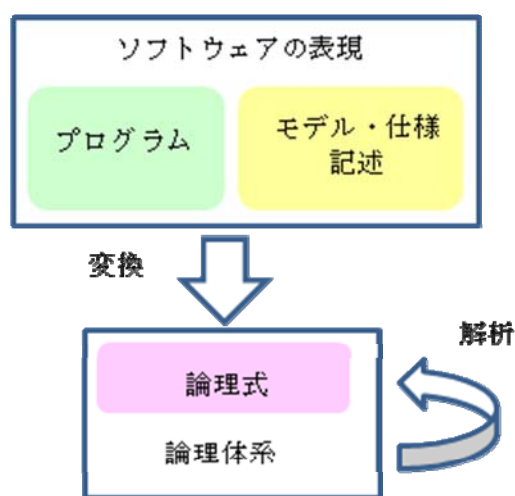 ソフトウェアの表現
プログラム
モデル・仕様
記述
変換
解析
論理式
論理体系